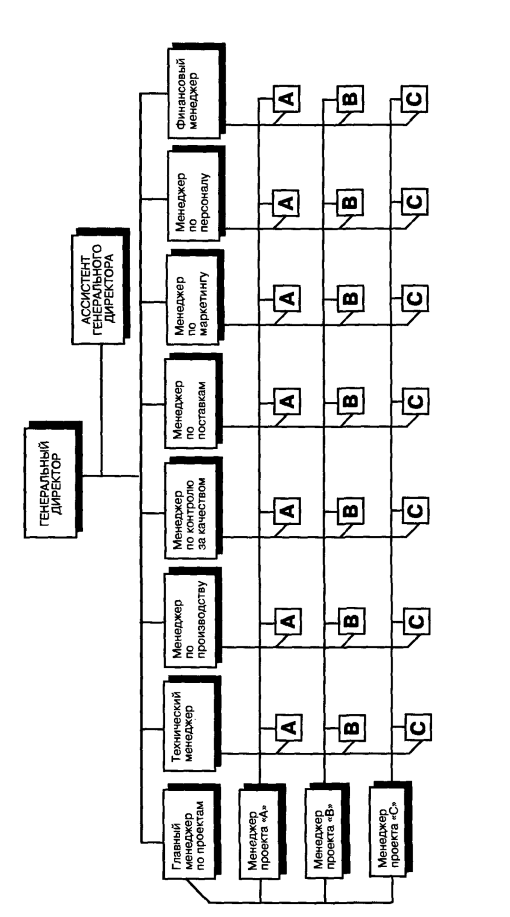 ГЕНЕРАЛЬНЫЙ
ДИРЕКТОР
АССИСТЕНТ
ГЕНЕРАЛЬНОГО
ДИРЕКТОРА
Главный
менеджер
по проектам
Технический
менеджер
Менеджер
по
производству
Менеджер
по контролю
за качеством
Менеджер
по
поставкам
Менеджер
по
маркетингу
Менеджер
по
персоналу
Финансовый
менеджер
Менеджер
проекта «А»
A
A
A
A
A
A
A
Менеджер
проекта «В»
B
B
B
B
B
B
B
Менеджер
проекта «С»
C
C
C
C
C
C
C